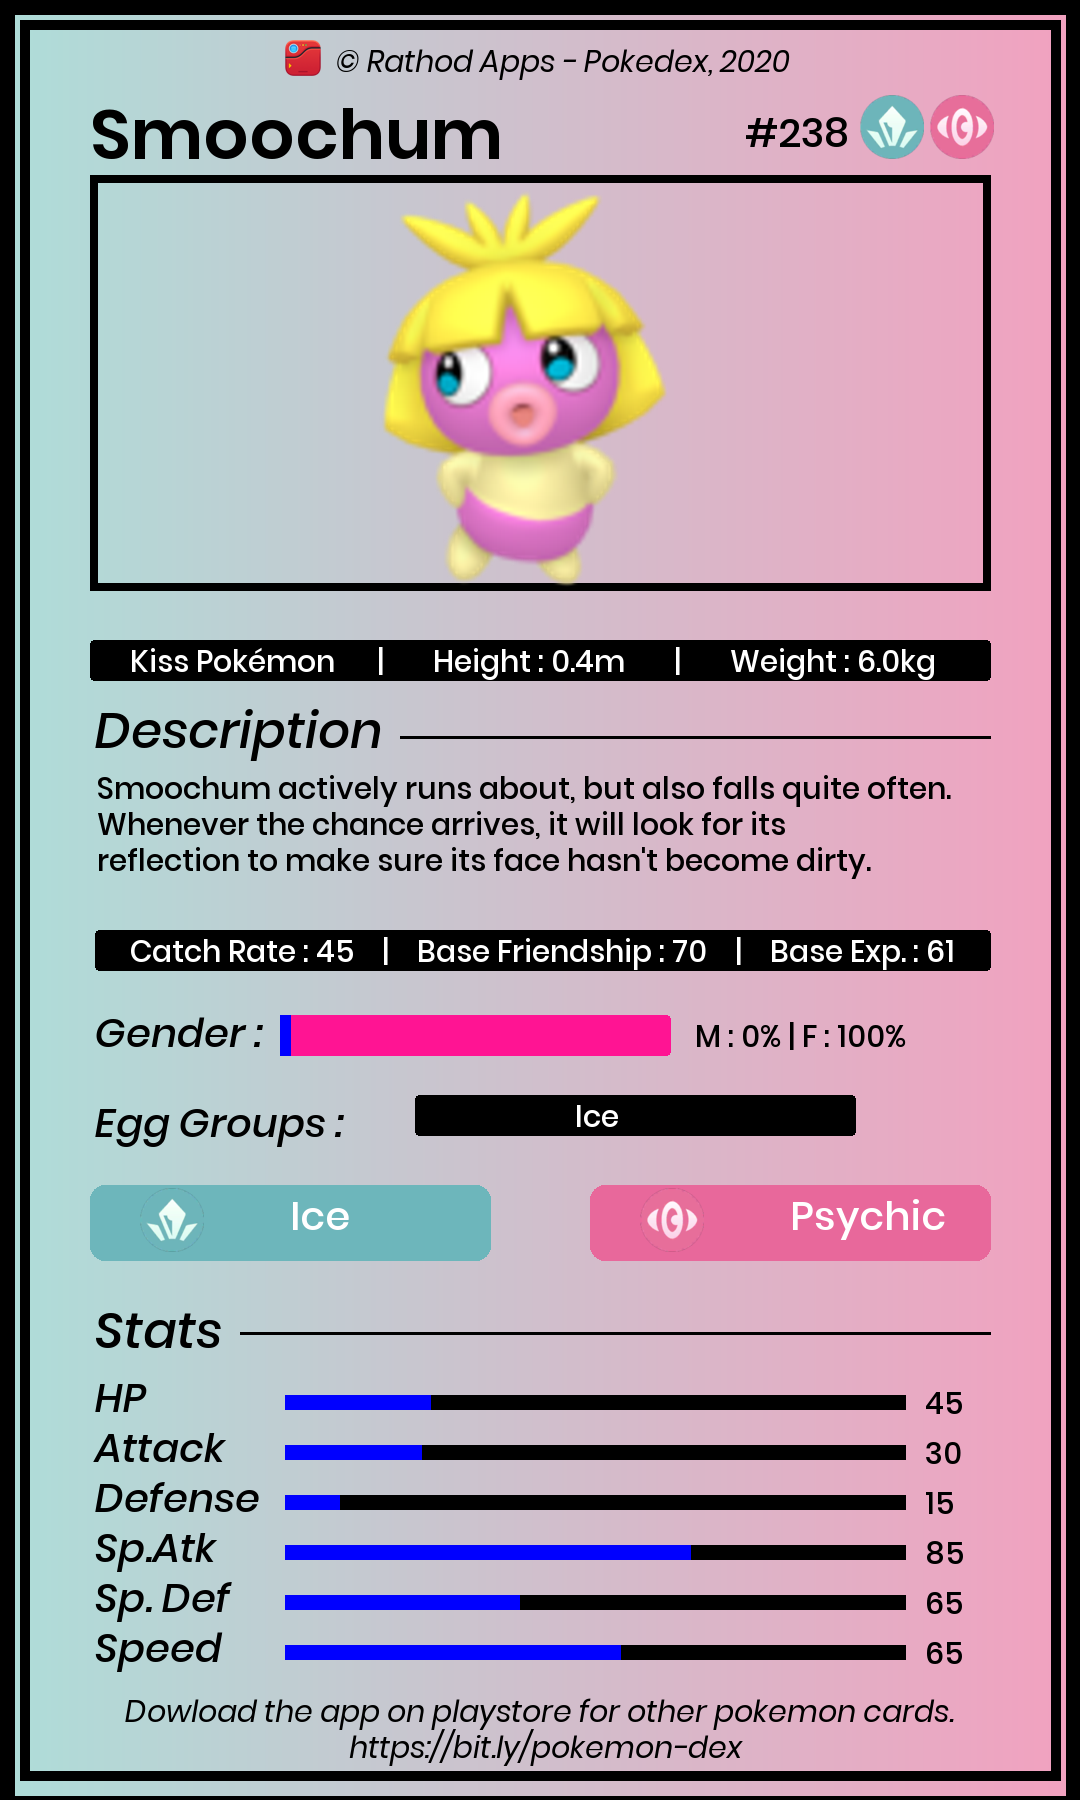 © Rathod Apps - Pokedex, 2020
Smoochum #238
Kiss Pokémon | Height : 0.4m | Weight : 6.0kg
Description
Smoochum actively runs about, but also falls quite often.
Whenever the chance arrives, it will look for its
reflection to make sure its face hasn't become dirty.
Catch Rate : 45 | Base Friendship : 70 | Base Exp. : 61
Gender : M : 0% | F : 100%
Egg Groups : Ice
Ice Psychic
Stats
HP 45
Attack 30
Defense 15
Sp.Atk 85
Sp. Def 65
Speed 65
Dowload the app on playstore for other pokemon cards.
https://bit.ly/pokemon-dex